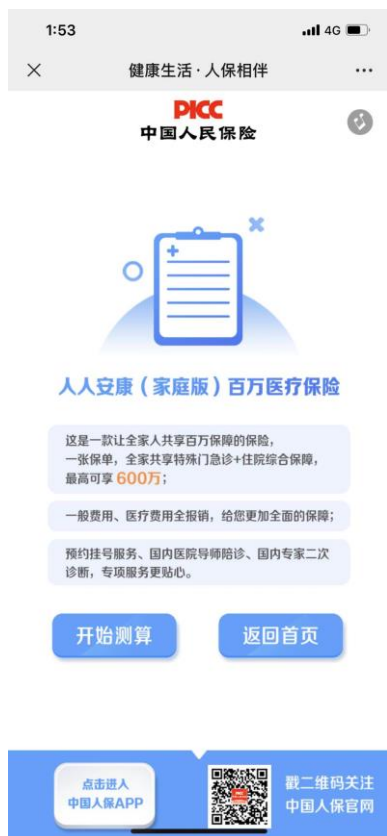 1:53
4G
健康生活·人保相伴
PICC
中国人民保险
人人安康（家庭版）百万医疗保险
这是一款让全家人共享百万保障的保险，
一张保单，全家共享特殊门急诊+住院综合保障，
最高可享600万；
一般费用、医疗费用全报销，给您更加全面的保障；
预约挂号服务、国内医院导师陪诊、国内专家二次
诊断，专项服务更贴心。
开始测算
返回首页
点击进人
中国人保APP
戳二维码关注
中国人保官网